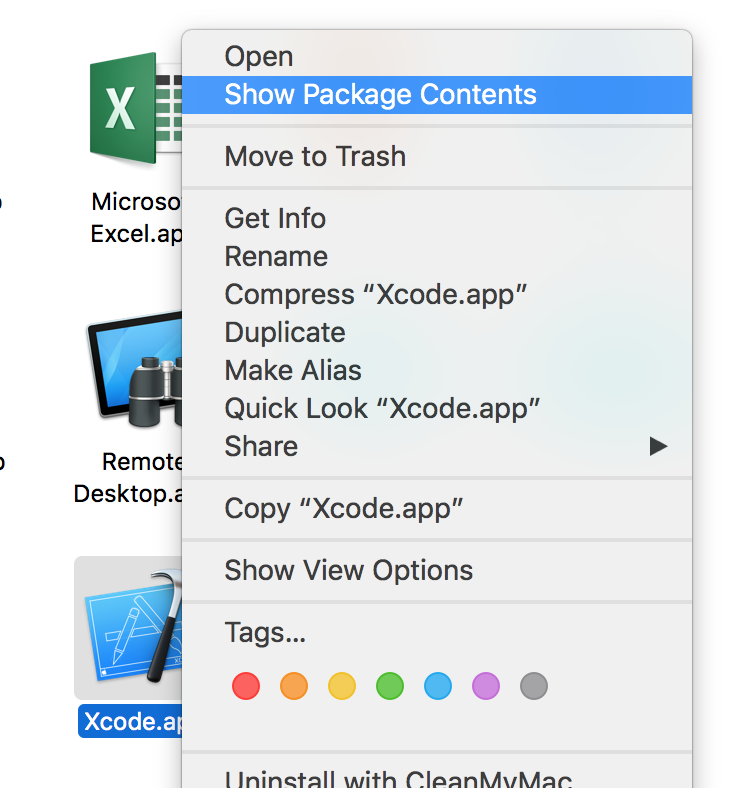 Open
Show Package Contents
Move to Trash
Get Info
Rename
Compress “Xcode.app”
Duplicate
Make Alias
Quick Look “Xcode.app”
Share
Copy “Xcode.app”
Show View Options
Tags...
Uninstall with CleanMyMac
X
Microso
Excel.ap
Remote
Desktop.a
Xcode.ap